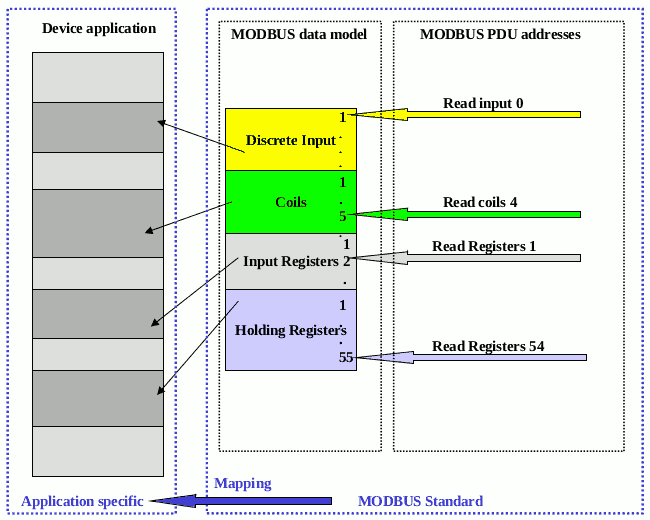 Device application
MODBUS data model
MODBUS PDU addresses
Read input 0
1
.
Discrete Input
.
.
1
Read coils 4
Coils
.
5
.
Read Registers 1
1
Input Registers 2
.
1
.
Holding Registers
.
55
Read Registers 54
Mapping
Application specific
MODBUS Standard